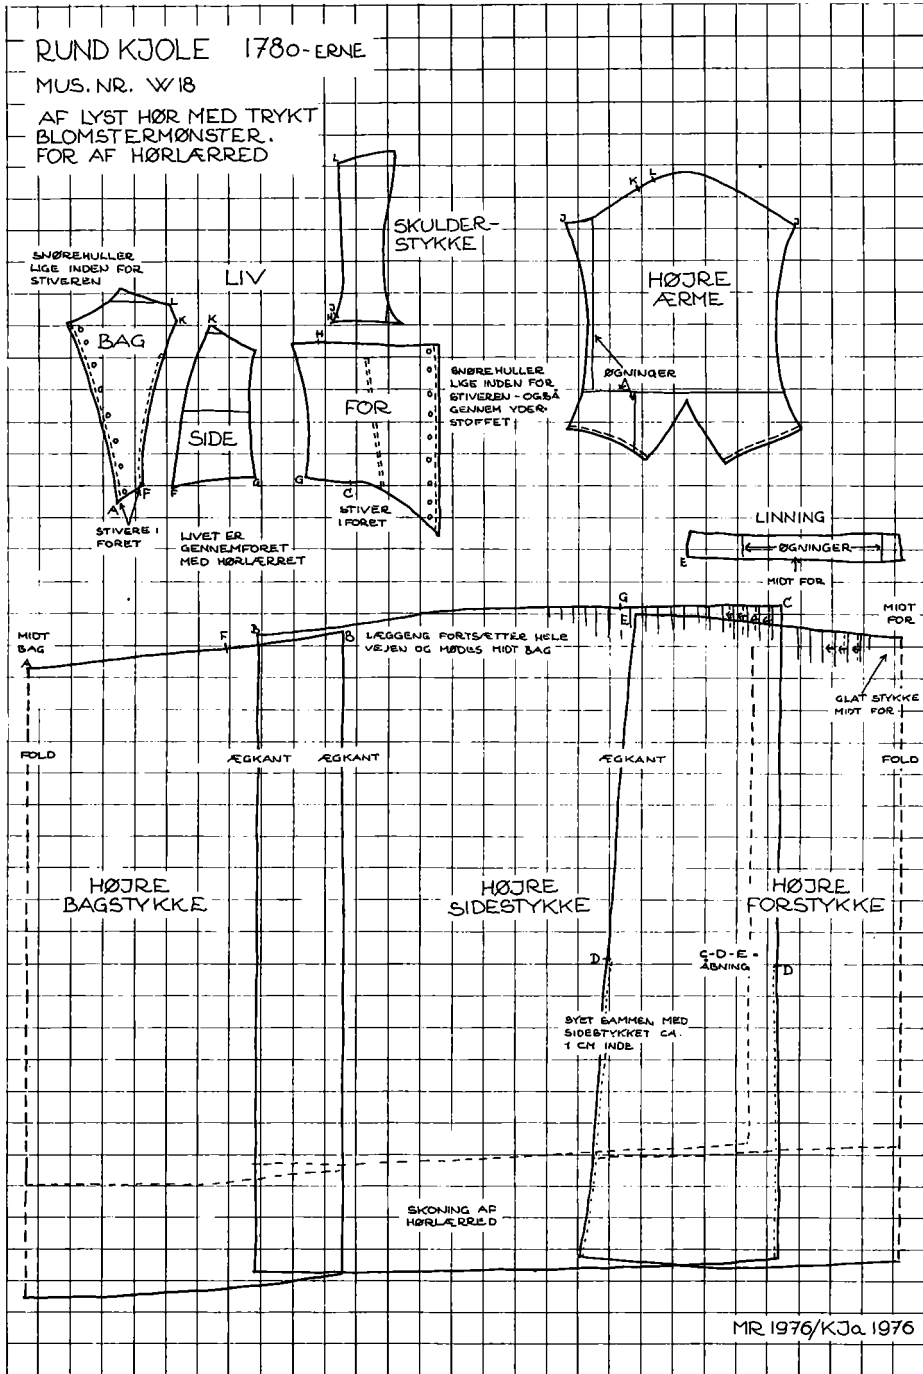 RUND KJOLE 1780-ERNE
MUS. NR. W18
AF LYST HØR MED TRYKT
BLOMSTERMØNSTER.
FOR AF HØRLÆRRED
L
SKULDER-
STYKKE
J
K
K
L
J
J
HØJRE
ÆRME
ØGNINGER
SNØREHULLER
LIGE INDEN FOR
STIVEREN
LIV
L
K
BAG
A
F
STIVERE I
FORET
K
SIDE
F
G
LIVET ER
GENNEMFORET
MED HØRLÆRRET
H
FOR
G
C
STIVER
I FORET
SNØREHULLER
LIGE INDEN FOR
STIVEREN - OGSÅ
GENNEM YDER-
STOFFET
LINNING
ØGNINGER
E
MIDT FOR
MIDT
BAG
A
F
B
B
LÆGGENE FORTSÆTTER HELE
VEJEN OG MØDES MIDT BAG
G
E
C
MIDT
FOR
GLAT STYKKE
MIDT FOR
FOLD
ÆGKANT
ÆGKANT
ÆGKANT
FOLD
HØJRE
BAGSTYKKE
HØJRE
SIDESTYKKE
HØJRE
FORSTYKKE
D
C-D-E-
ÅBNING
D
SYET SAMMEN MED
SIDESTYKKET CA.
1 CM INDE
SKONING AF
HØRLÆRRED
MR 1976/KJa 1976